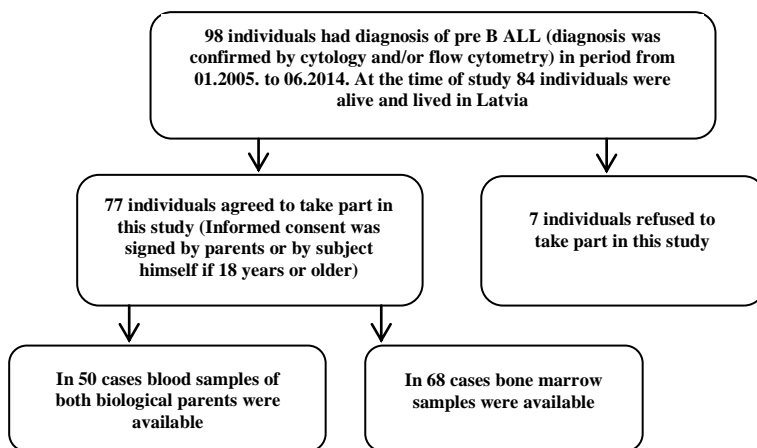 98 individuals had diagnosis of pre B ALL (diagnosis was
confirmed by cytology and/or flow cytometry) in period from
01.2005. to 06.2014. At the time of study 84 individuals were
alive and lived in Latvia
77 individuals agreed to take part in
this study (Informed consent was
signed by parents or by subject
himself if 18 years or older)
7 individuals refused to
take part in this study
In 50 cases blood samples of
both biological parents were
available
In 68 cases bone marrow
samples were available